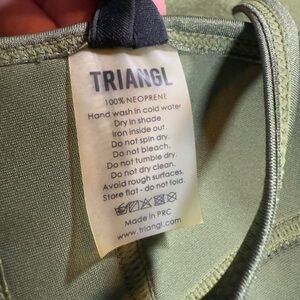 TRIANGL
100% NEOPRENE
Hand wash in cold water
Dry in shade.
Iron inside out.
Do not spin dry.
Do not bleach.
Do not tumble dry.
Do not dry clean.
Avoid rough surfaces.
Store flat - do not fold.
Made in PRC
www.triangl.com